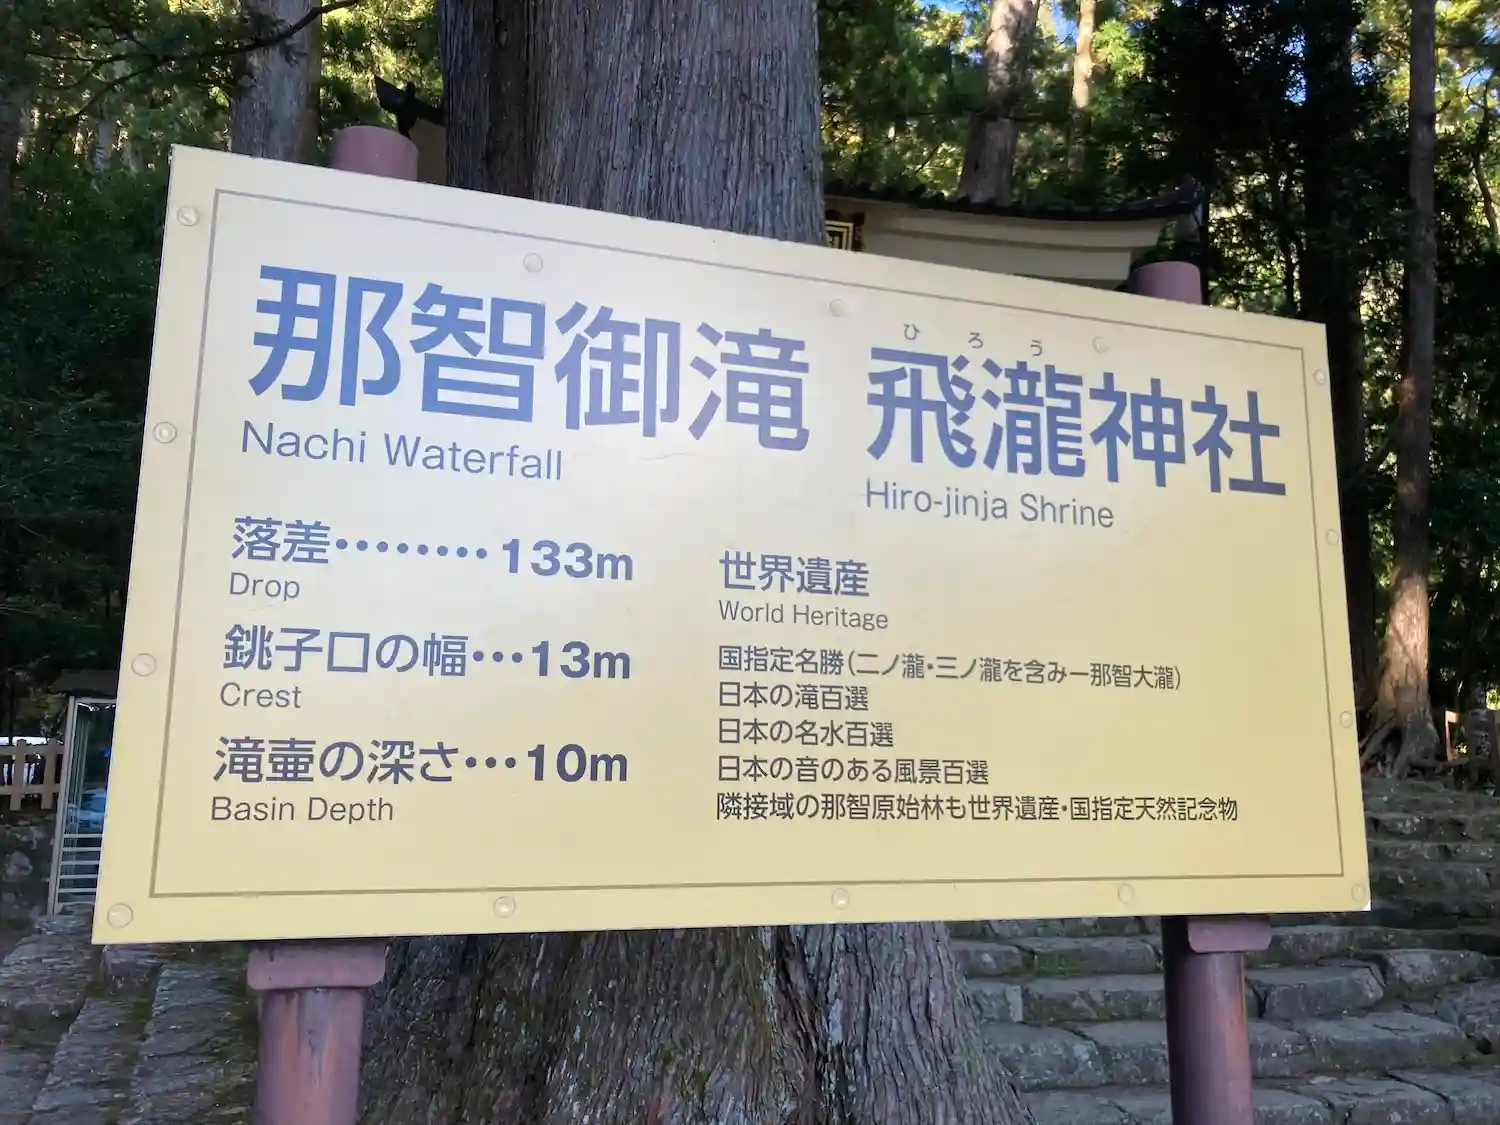 那智御滝
Nachi Waterfall
ひろう
飛瀧神社
Hiro-jinja Shrine
落差········133m
Drop
銚子口の幅···13m
Crest
滝壷の深さ···10m
Basin Depth
世界遺産
World Heritage
国指定名勝(二ノ瀧・三ノ瀧を含みー那智大瀧)
日本の滝百選
日本の名水百選
日本の音のある風景百選
隣接域の那智原始林も世界遺産・国指定天然記念物